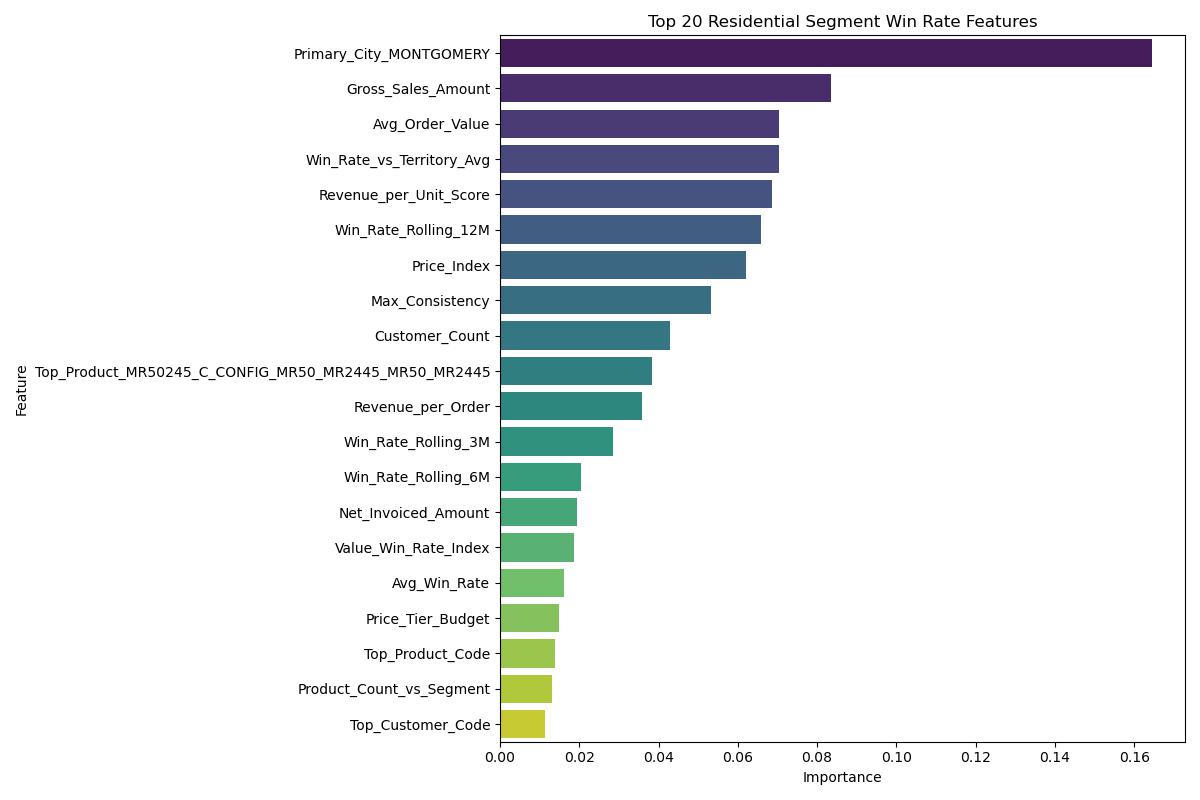 Top 20 Residential Segment Win Rate Features
Primary_City_MONTGOMERY
Gross_Sales_Amount
Avg_Order_Value
Win_Rate_vs_Territory_Avg
Revenue_per_Unit_Score
Win_Rate_Rolling_12M
Price_Index
Max_Consistency
Customer_Count
Top_Product_MR50245_C_CONFIG_MR50_MR2445_MR50_MR2445
Revenue_per_Order
Win_Rate_Rolling_3M
Win_Rate_Rolling_6M
Net_Invoiced_Amount
Value_Win_Rate_Index
Avg_Win_Rate
Price_Tier_Budget
Top_Product_Code
Product_Count_vs_Segment
Top_Customer_Code
Feature
0.00 0.02 0.04 0.06 0.08 0.10 0.12 0.14 0.16
Importance